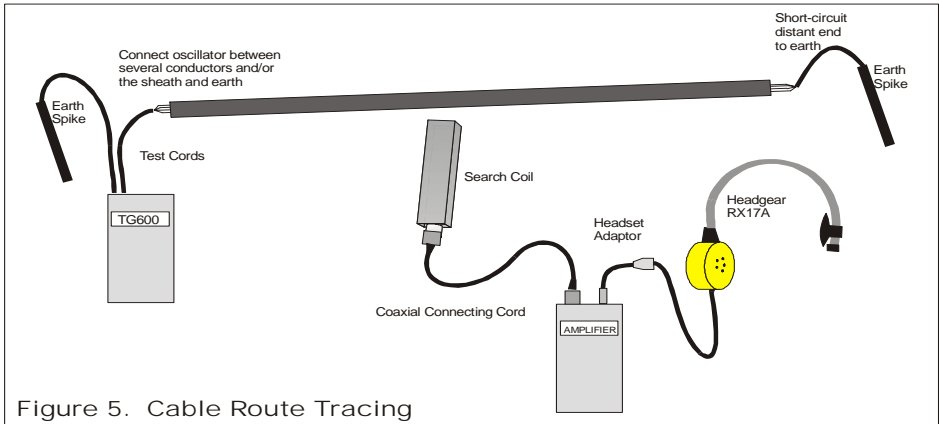 Short-circuit
distant end
to earth
Connect oscillator between
several conductors and/or
the sheath and earth
Earth
Spike
Earth
Spike
Test Cords
Search Coil
TG600
Headgear
RX17A
Headset
Adaptor
Coaxial Connecting Cord
AMPLIFIER
Figure 5. Cable Route Tracing